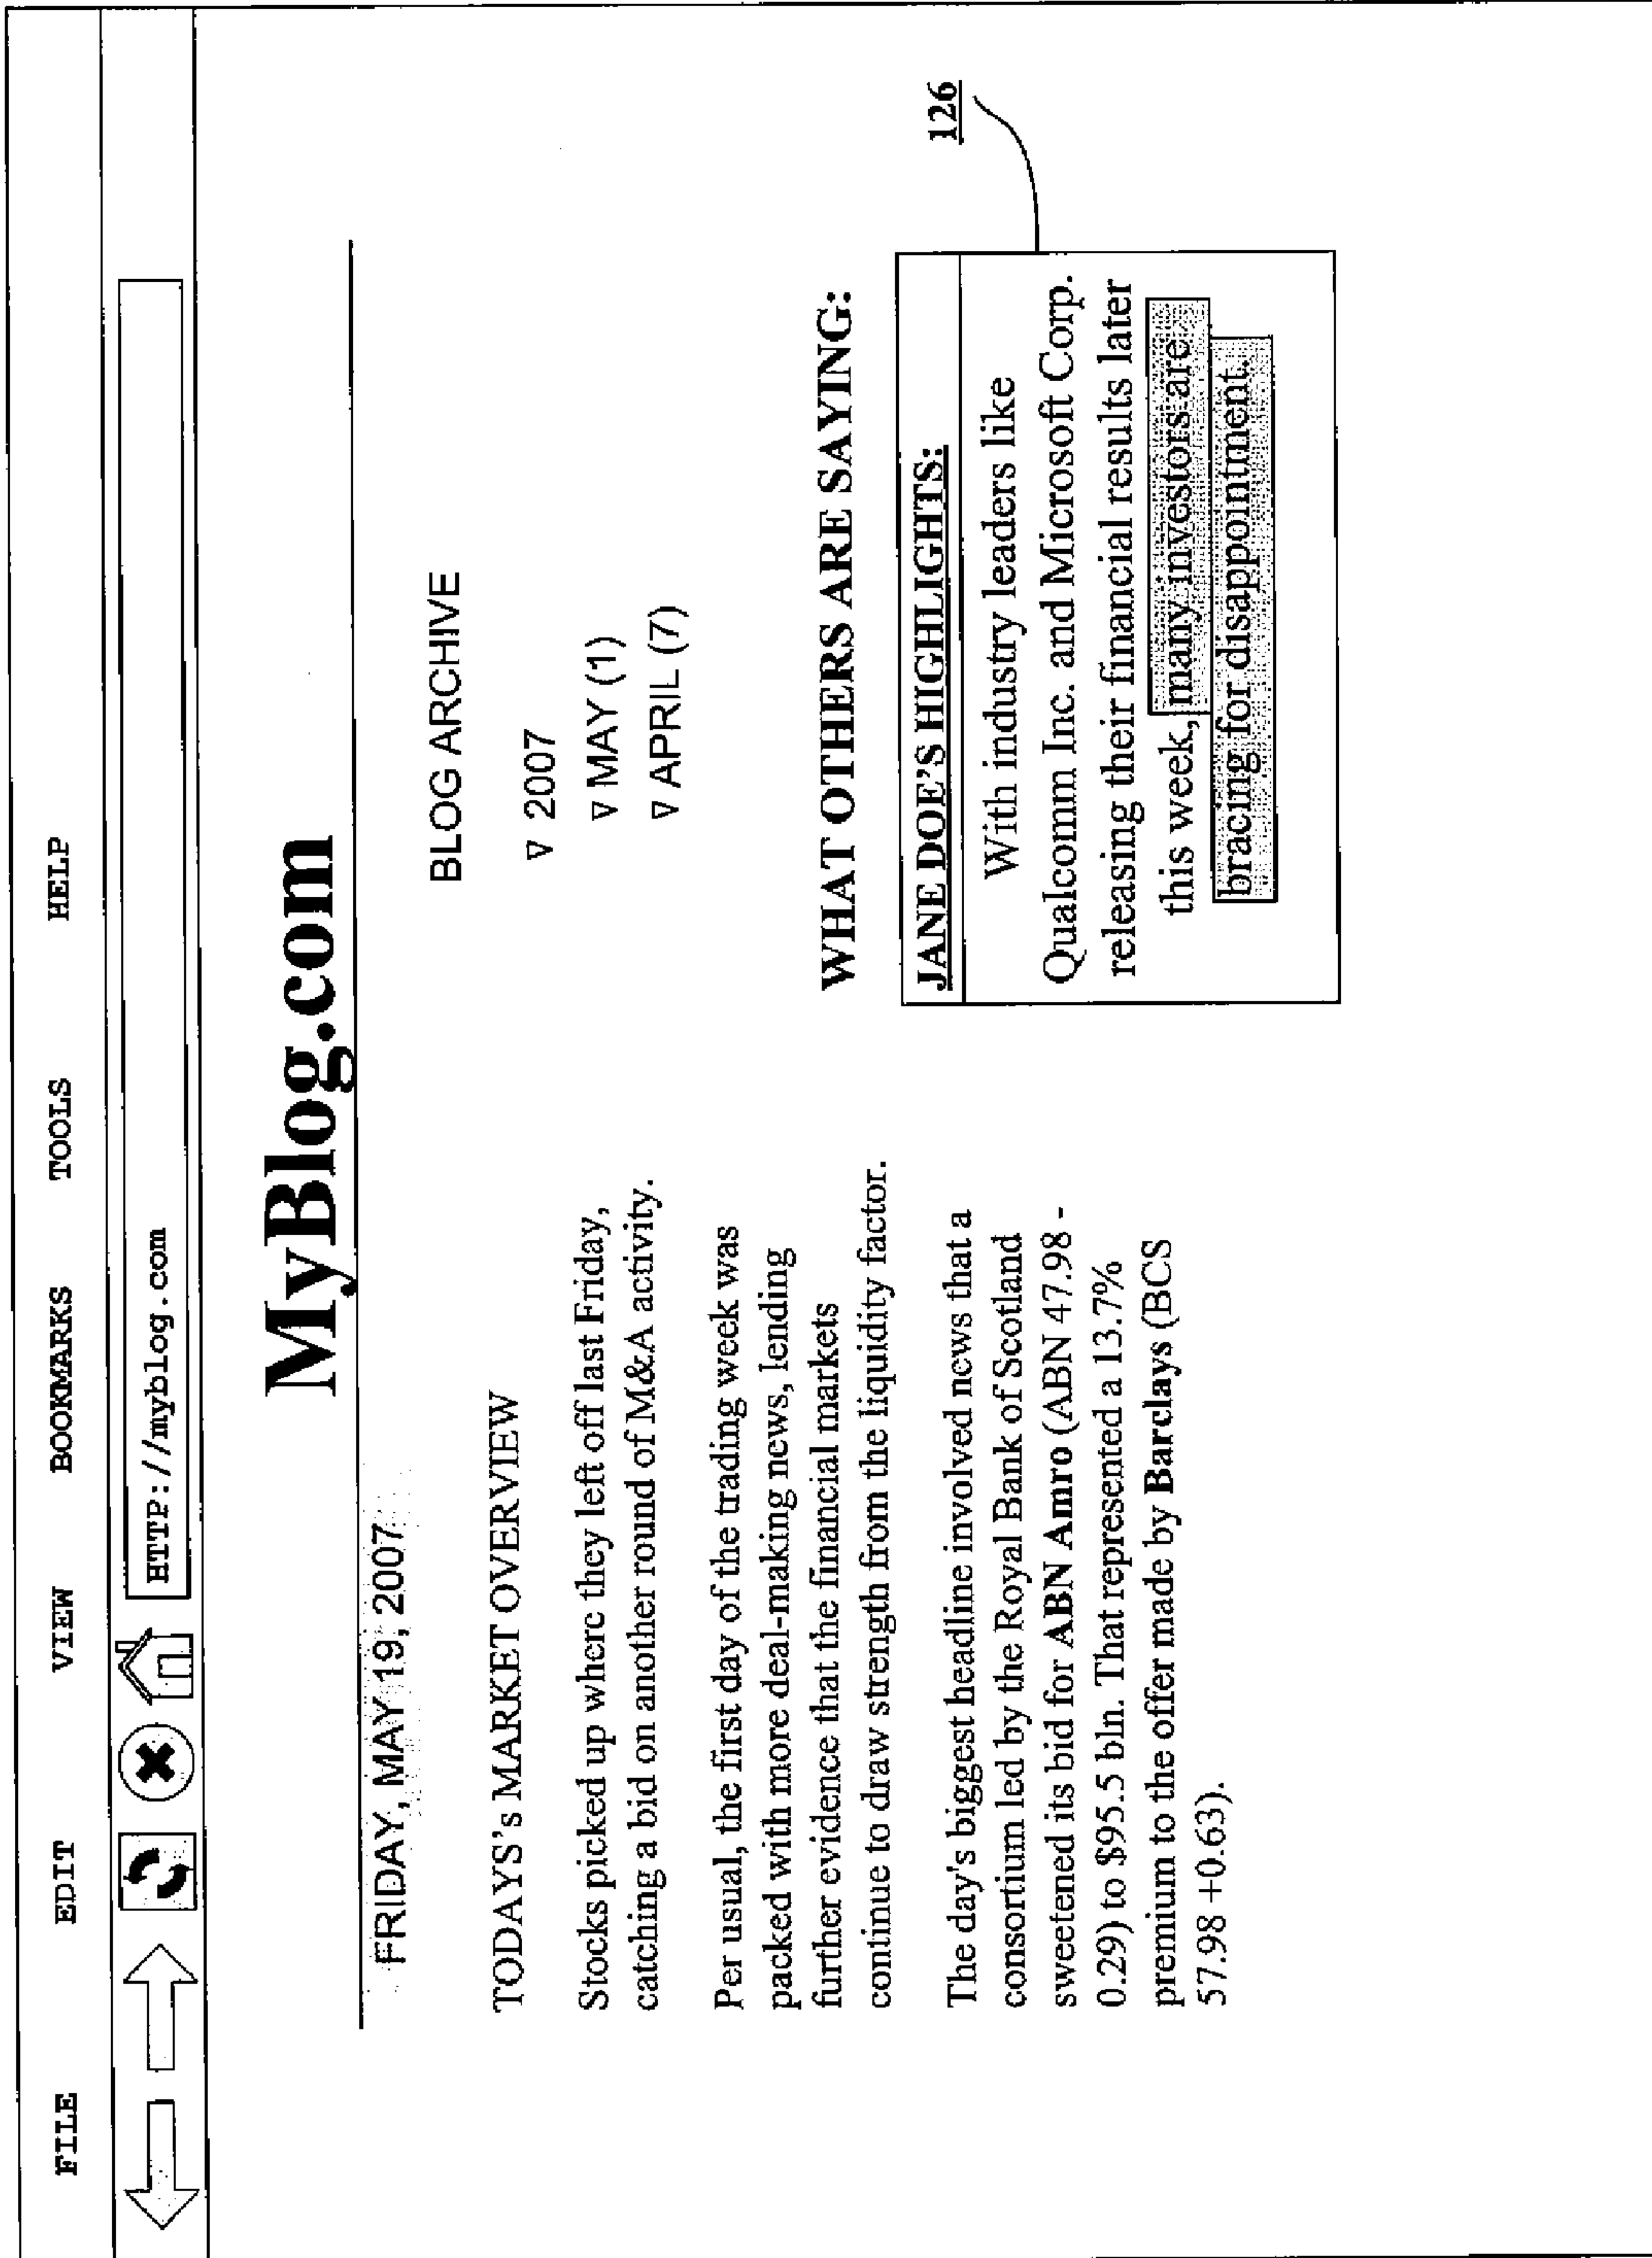 FILE EDIT VIEW BOOKMARKS TOOLS HELP
HTTP://myblog.com
MyBlog.com
FRIDAY, MAY 19, 2007
TODAYS's MARKET OVERVIEW
Stocks picked up where they left off last Friday,
catching a bid on another round of M&A activity.
Per usual, the first day of the trading week was
packed with more deal-making news, lending
further evidence that the financial markets
continue to draw strength from the liquidity factor.
The day's biggest headline involved news that a
consortium led by the Royal Bank of Scotland
sweetened its bid for ABN Amro (ABN 47.98 -
0.29) to $95.5 bln. That represented a 13.7%
premium to the offer made by Barclays (BCS
57.98 +0.63).
BLOG ARCHIVE
∇ 2007
∇ MAY (1)
∇ APRIL (7)
WHAT OTHERS ARE SAYING:
JANE DOE'S HIGHLIGHTS:
With industry leaders like
Qualcomm Inc. and Microsoft Corp.
releasing their financial results later
this week, many investors are
bracing for disappointment.
126